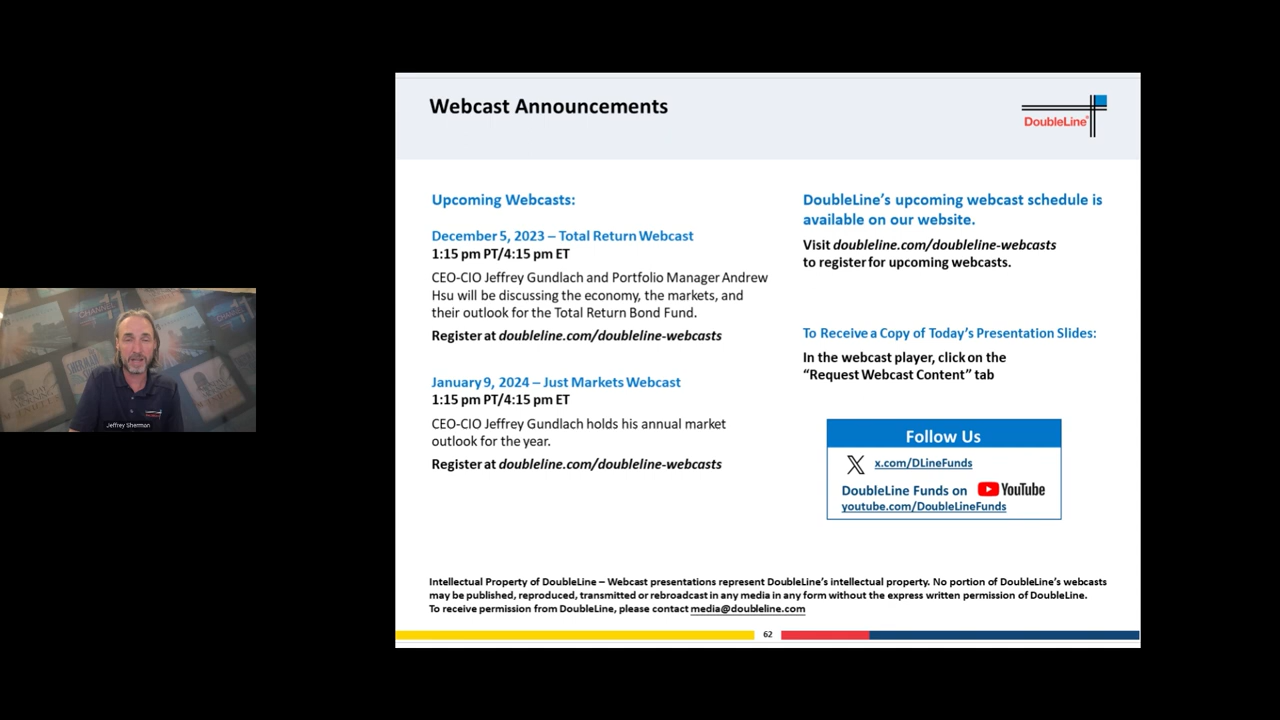 Webcast Announcements
DoubleLine®
Upcoming Webcasts:
December 5, 2023 – Total Return Webcast
1:15 pm PT/4:15 pm ET
CEO-CIO Jeffrey Gundlach and Portfolio Manager Andrew
Hsu will be discussing the economy, the markets, and
their outlook for the Total Return Bond Fund.
Register at doubleline.com/doubleline-webcasts
January 9, 2024 – Just Markets Webcast
1:15 pm PT/4:15 pm ET
CEO-CIO Jeffrey Gundlach holds his annual market
outlook for the year.
Register at doubleline.com/doubleline-webcasts
DoubleLine's upcoming webcast schedule is
available on our website.
Visit doubleline.com/doubleline-webcasts
to register for upcoming webcasts.
To Receive a Copy of Today's Presentation Slides:
In the webcast player, click on the
“Request Webcast Content” tab
Follow Us
x.com/DLineFunds
DoubleLine Funds on YouTube
youtube.com/DoubleLineFunds
Jeffrey Sherman
Intellectual Property of DoubleLine – Webcast presentations represent DoubleLine's intellectual property. No portion of DoubleLine's webcasts
may be published, reproduced, transmitted or rebroadcast in any media in any form without the express written permission of DoubleLine.
To receive permission from DoubleLine, please contact media@doubleline.com
62